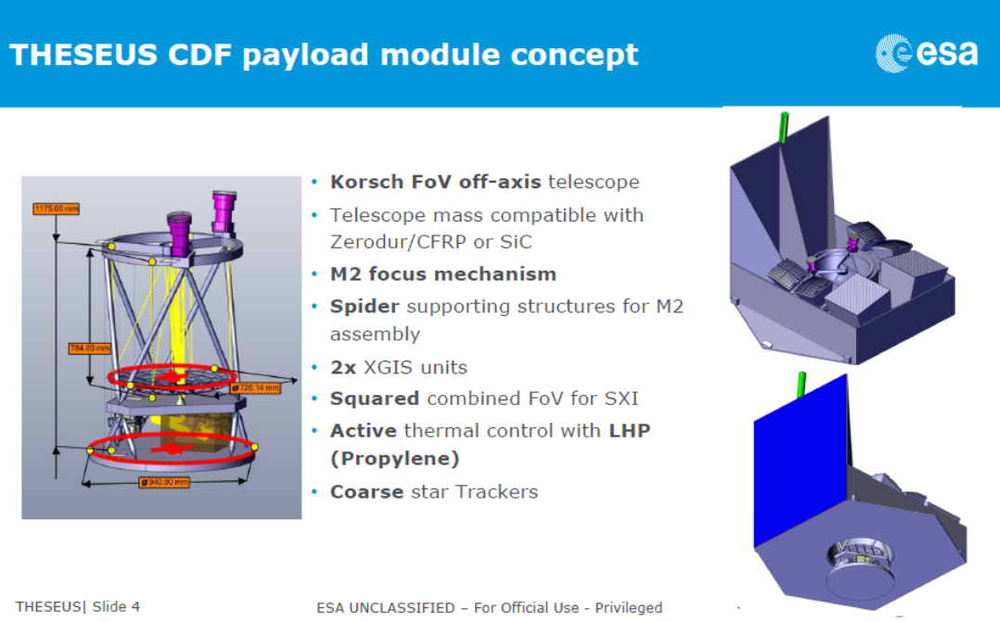 THESEUS CDF payload module concept
esa
• Korsch FoV off-axis telescope
• Telescope mass compatible with
Zerodur/CFRP or SiC
• M2 focus mechanism
• Spider supporting structures for M2
assembly
• 2x XGIS units
• Squared combined FoV for SXI
• Active thermal control with LHP
(Propylene)
• Coarse star Trackers
1175.00 mm
784.00 mm
ø720.14 mm
ø940.00 mm
THESEUS| Slide 4
ESA UNCLASSIFIED – For Official Use - Privileged